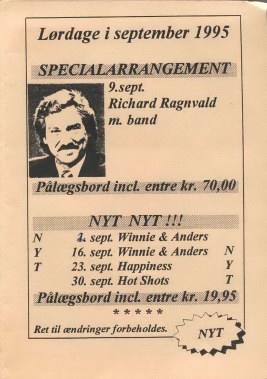 Lørdage i september 1995
SPECIALARRANGEMENT
9.sept.
Richard Ragnvald
m. band
Pålægsbord incl. entre kr. 70,00
NYT NYT !!!
N 2. sept. Winnie & Anders
Y 16. sept. Winnie & Anders N
T 23. sept. Happiness Y
30. sept. Hot Shots T
Pålægsbord incl. entre kr. 19,95
* * * * *
Ret til ændringer forbeholdes.
NYT